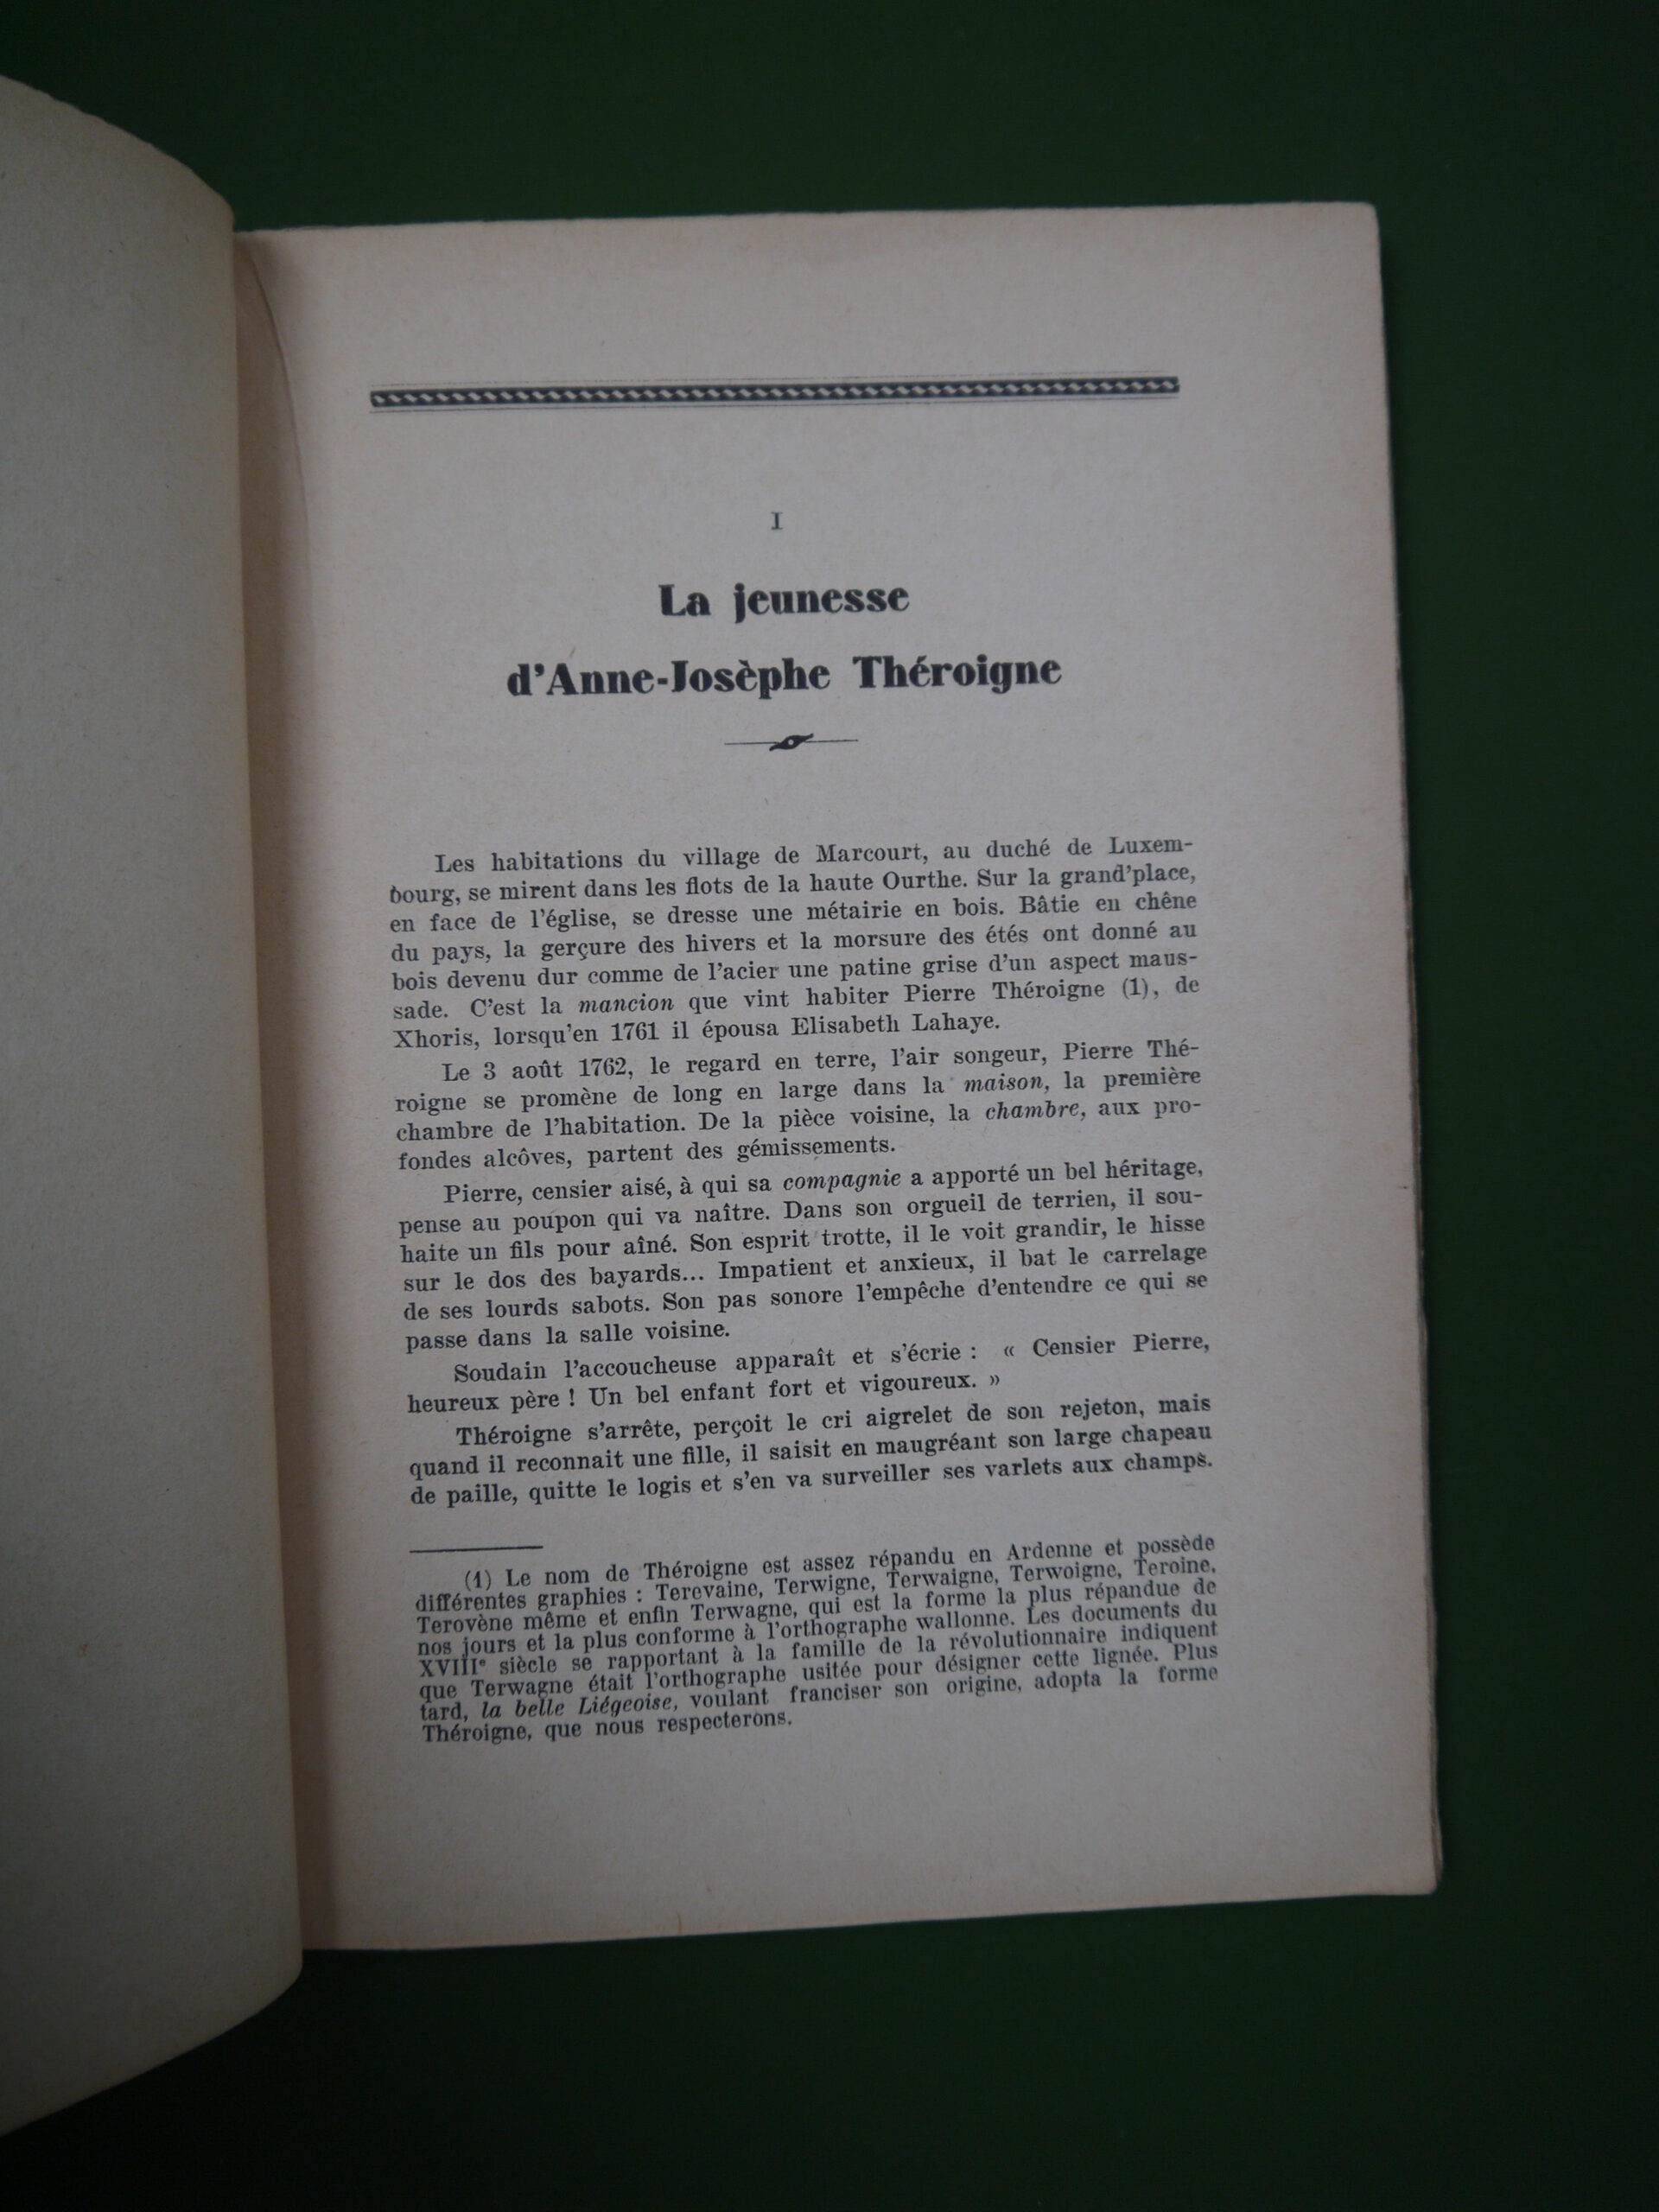 I
La jeunesse
d'Anne-Josèphe Théroigne
Les habitations du village de Marcourt, au duché de Luxem-
bourg, se mirent dans les flots de la haute Ourthe. Sur la grand'place,
en face de l'église, se dresse une métairie en bois. Bâtie en chêne
du pays, la gerçure des hivers et la morsure des étés ont donné au
bois devenu dur comme de l'acier une patine grise d'un aspect maus-
sade. C'est la mancion que vint habiter Pierre Théroigne (1), de
Xhoris, lorsqu'en 1761 il épousa Elisabeth Lahaye.
Le 3 août 1762, le regard en terre, l'air songeur, Pierre Thé-
roigne se promène de long en large dans la maison, la première
chambre de l'habitation. De la pièce voisine, la chambre, aux pro-
fondes alcôves, partent des gémissements.
Pierre, censier aisé, à qui sa compagnie a apporté un bel héritage,
pense au poupon qui va naître. Dans son orgueil de terrien, il sou-
haite un fils pour aîné. Son esprit trotte, il le voit grandir, le hisse
sur le dos des bayards... Impatient et anxieux, il bat le carrelage
de ses lourds sabots. Son pas sonore l'empêche d'entendre ce qui se
passe dans la salle voisine.
Soudain l'accoucheuse apparaît et s'écrie : « Censier Pierre,
heureux père ! Un bel enfant fort et vigoureux. »
Théroigne s'arrête, perçoit le cri aigrelet de son rejeton, mais
quand il reconnait une fille, il saisit en maugréant son large chapeau
de paille, quitte le logis et s'en va surveiller ses varlets aux champs.
(1) Le nom de Théroigne est assez répandu en Ardenne et possède
différentes graphies : Terevaine, Terwigne, Terwaigne, Terwoigne, Teroine,
Terovène même et enfin Terwagne, qui est la forme la plus répandue de
nos jours et la plus conforme à l'orthographe wallonne. Les documents du
XVIIIe siècle se rapportant à la famille de la révolutionnaire indiquent
que Terwagne était l'orthographe usitée pour désigner cette lignée. Plus
tard, la belle Liégeoise, voulant franciser son origine, adopta la forme
Théroigne, que nous respecterons.